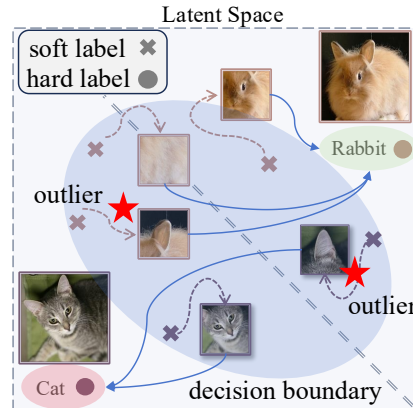 Latent Space
soft label
hard label
Rabbit
outlier
outlier
Cat
decision boundary